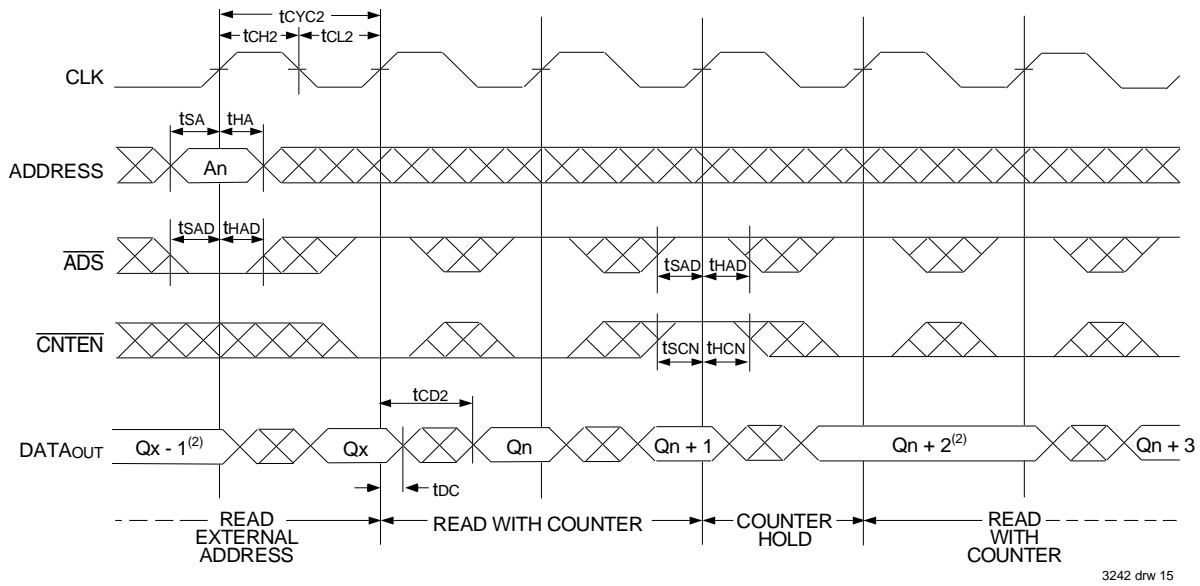 tCYC2
tCH2 tCL2
CLK
tSA tHA
ADDRESS An
tSAD tHAD
ADS
tSAD tHAD
CNTEN
tSCN tHCN
tCD2
DATAOUT Qx - 1(2) Qx Qn Qn + 1 Qn + 2(2) Qn + 3
tDC
READ EXTERNAL ADDRESS
READ WITH COUNTER
COUNTER HOLD
READ WITH COUNTER
3242 drw 15